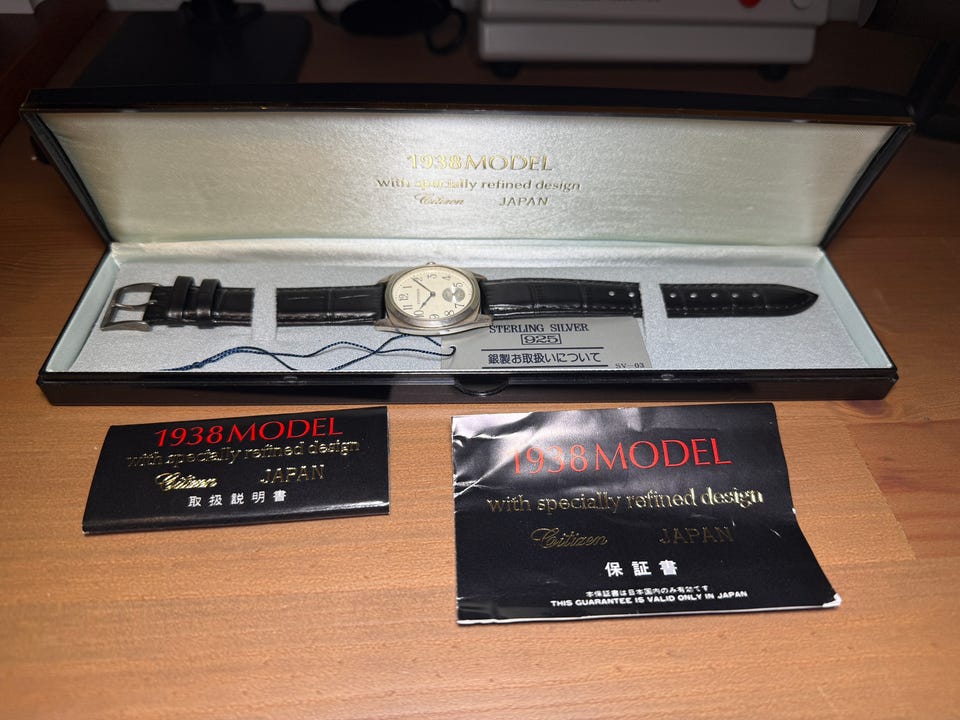 1938 MODEL
with specially refined design
Citizen JAPAN
STERLING SILVER
925
銀製お取扱いについて
SV-03
1938 MODEL
with specially refined design
Citizen JAPAN
取扱説明書
1938 MODEL
with specially refined design
Citizen JAPAN
保証書
本保証書は日本国内のみ有効です
THIS GUARANTEE IS VALID ONLY IN JAPAN